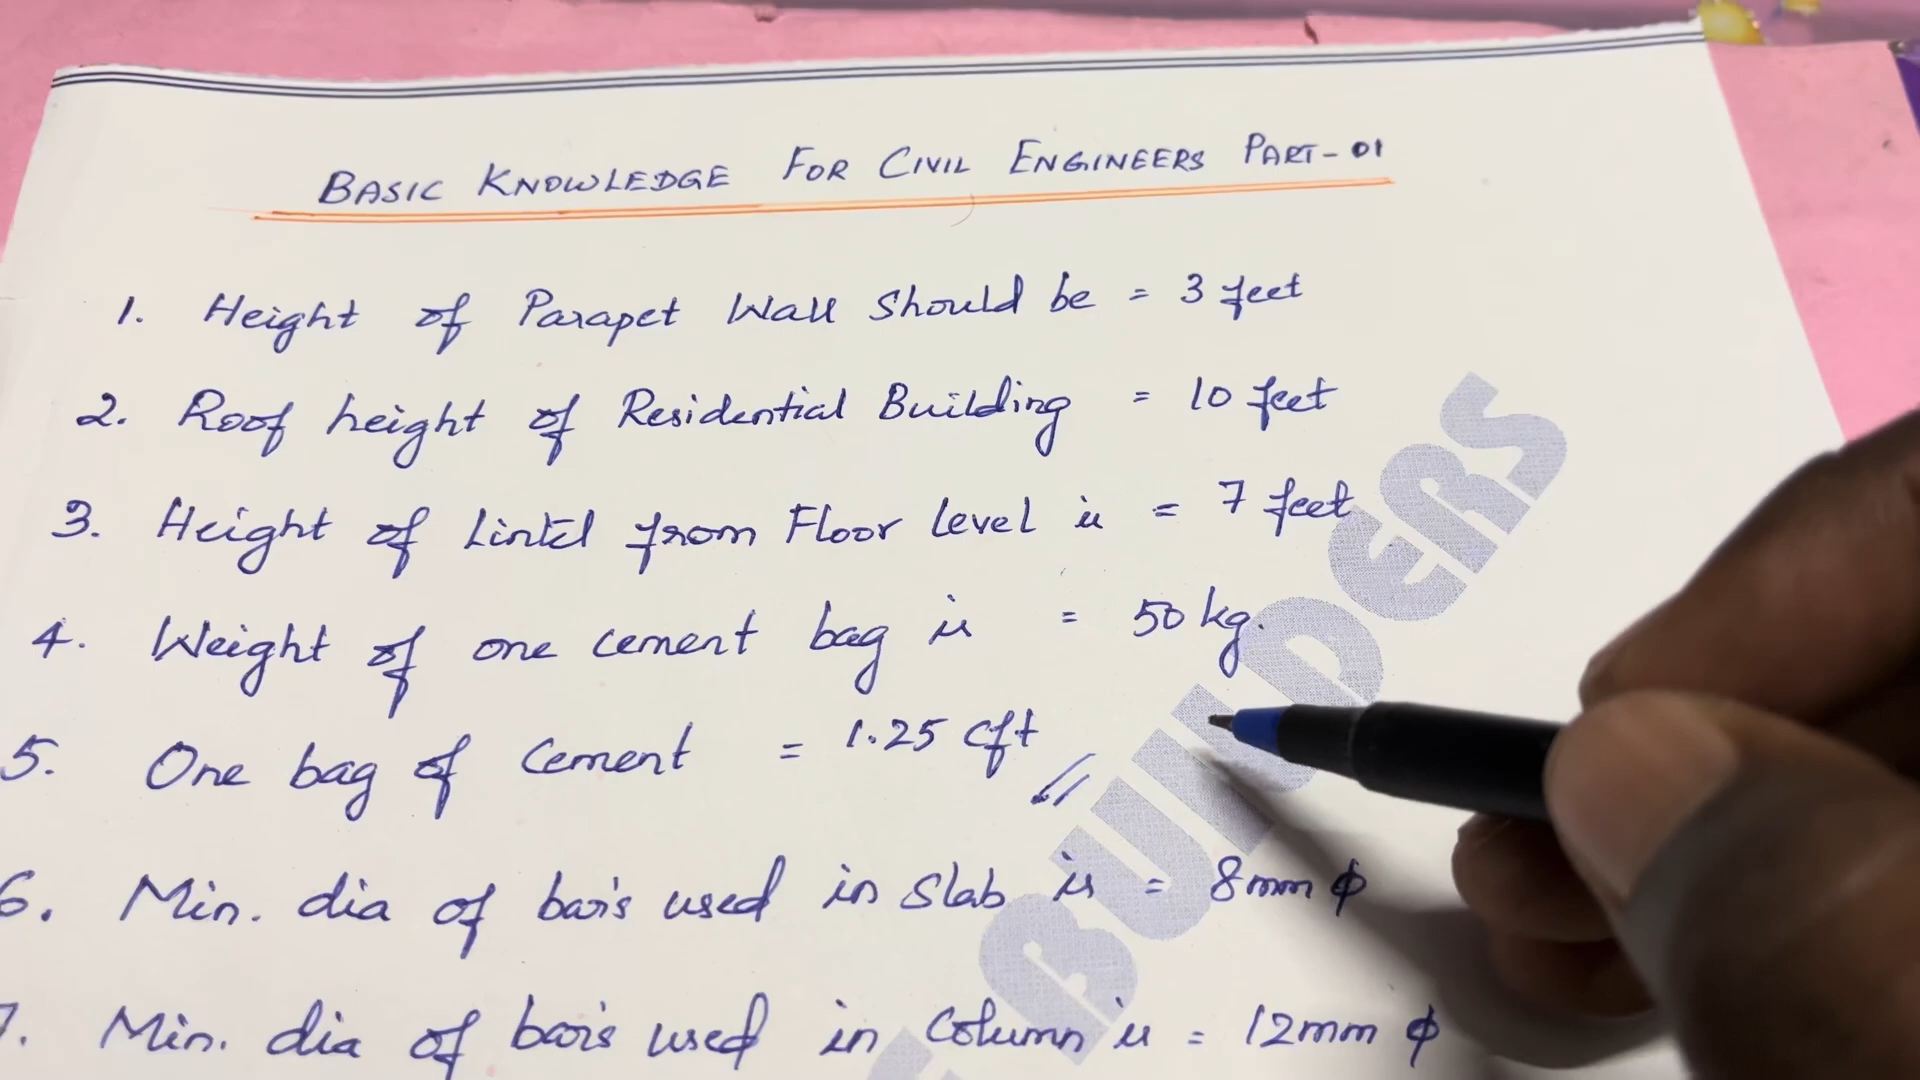 BASIC KNOWLEDGE FOR CIVIL ENGINEERS PART-01
1. Height of Parapet Wall Should be = 3 feet
2. Roof height of Residential Building = 10 feet
3. Height of Lintel from Floor level is = 7 feet
4. Weight of one cement bag is = 50 kg.
5. One bag of Cement = 1.25 cft
6. Min. dia of bars used in Slab is = 8mm ϕ
7. Min. dia of bars used in Column is = 12mm ϕ
BUILDERS